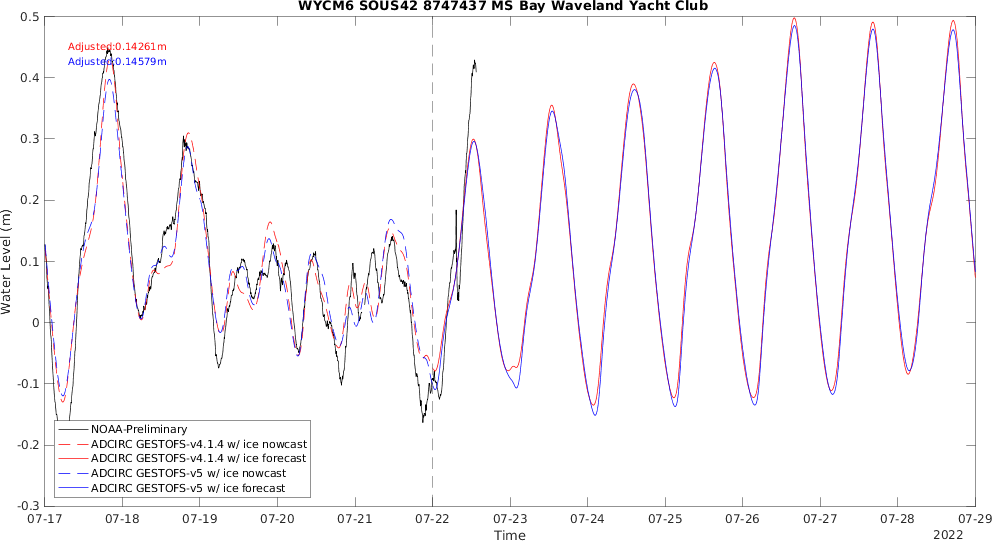 WYCM6 SOUS42 8747437 MS Bay Waveland Yacht Club
Adjusted:0.14261m
Adjusted:0.14579m
0.5
0.4
0.3
0.2
0.1
0
-0.1
-0.2
-0.3
Water Level (m)
NOAA-Preliminary
ADCIRC GESTOFS-v4.1.4 w/ ice nowcast
ADCIRC GESTOFS-v4.1.4 w/ ice forecast
ADCIRC GESTOFS-v5 w/ ice nowcast
ADCIRC GESTOFS-v5 w/ ice forecast
07-17 07-18 07-19 07-20 07-21 07-22 07-23 07-24 07-25 07-26 07-27 07-28 07-29
Time
2022